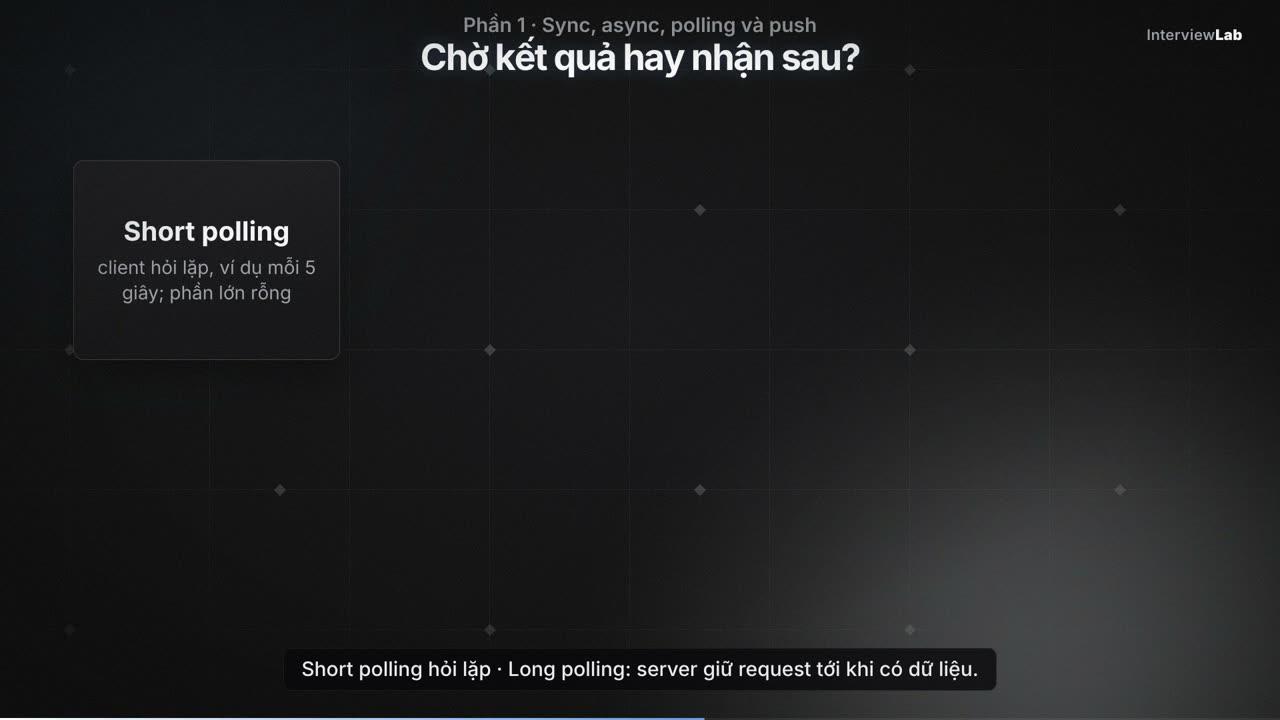 Phần 1 · Sync, async, polling và push
Chờ kết quả hay nhận sau?
InterviewLab
Short polling
client hỏi lặp, ví dụ mỗi 5
giây; phần lớn rỗng
Short polling hỏi lặp · Long polling: server giữ request tới khi có dữ liệu.